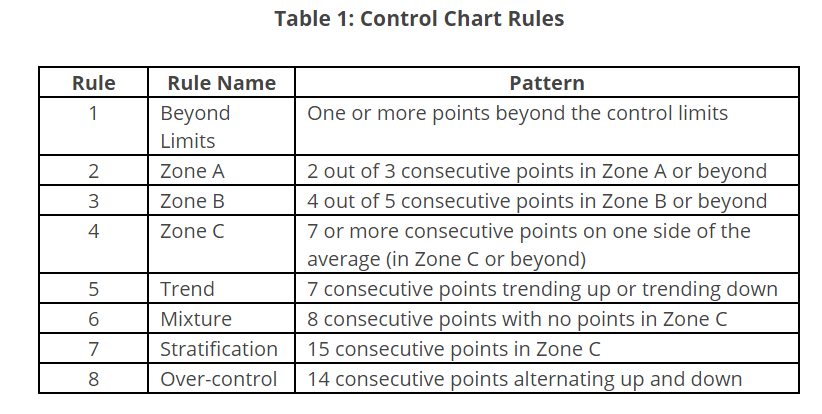 Table 1: Control Chart Rules
Rule Rule Name Pattern
1 Beyond One or more points beyond the control limits
Limits
2 Zone A 2 out of 3 consecutive points in Zone A or beyond
3 Zone B 4 out of 5 consecutive points in Zone B or beyond
4 Zone C 7 or more consecutive points on one side of the
average (in Zone C or beyond)
5 Trend 7 consecutive points trending up or trending down
6 Mixture 8 consecutive points with no points in Zone C
7 Stratification 15 consecutive points in Zone C
8 Over-control 14 consecutive points alternating up and down